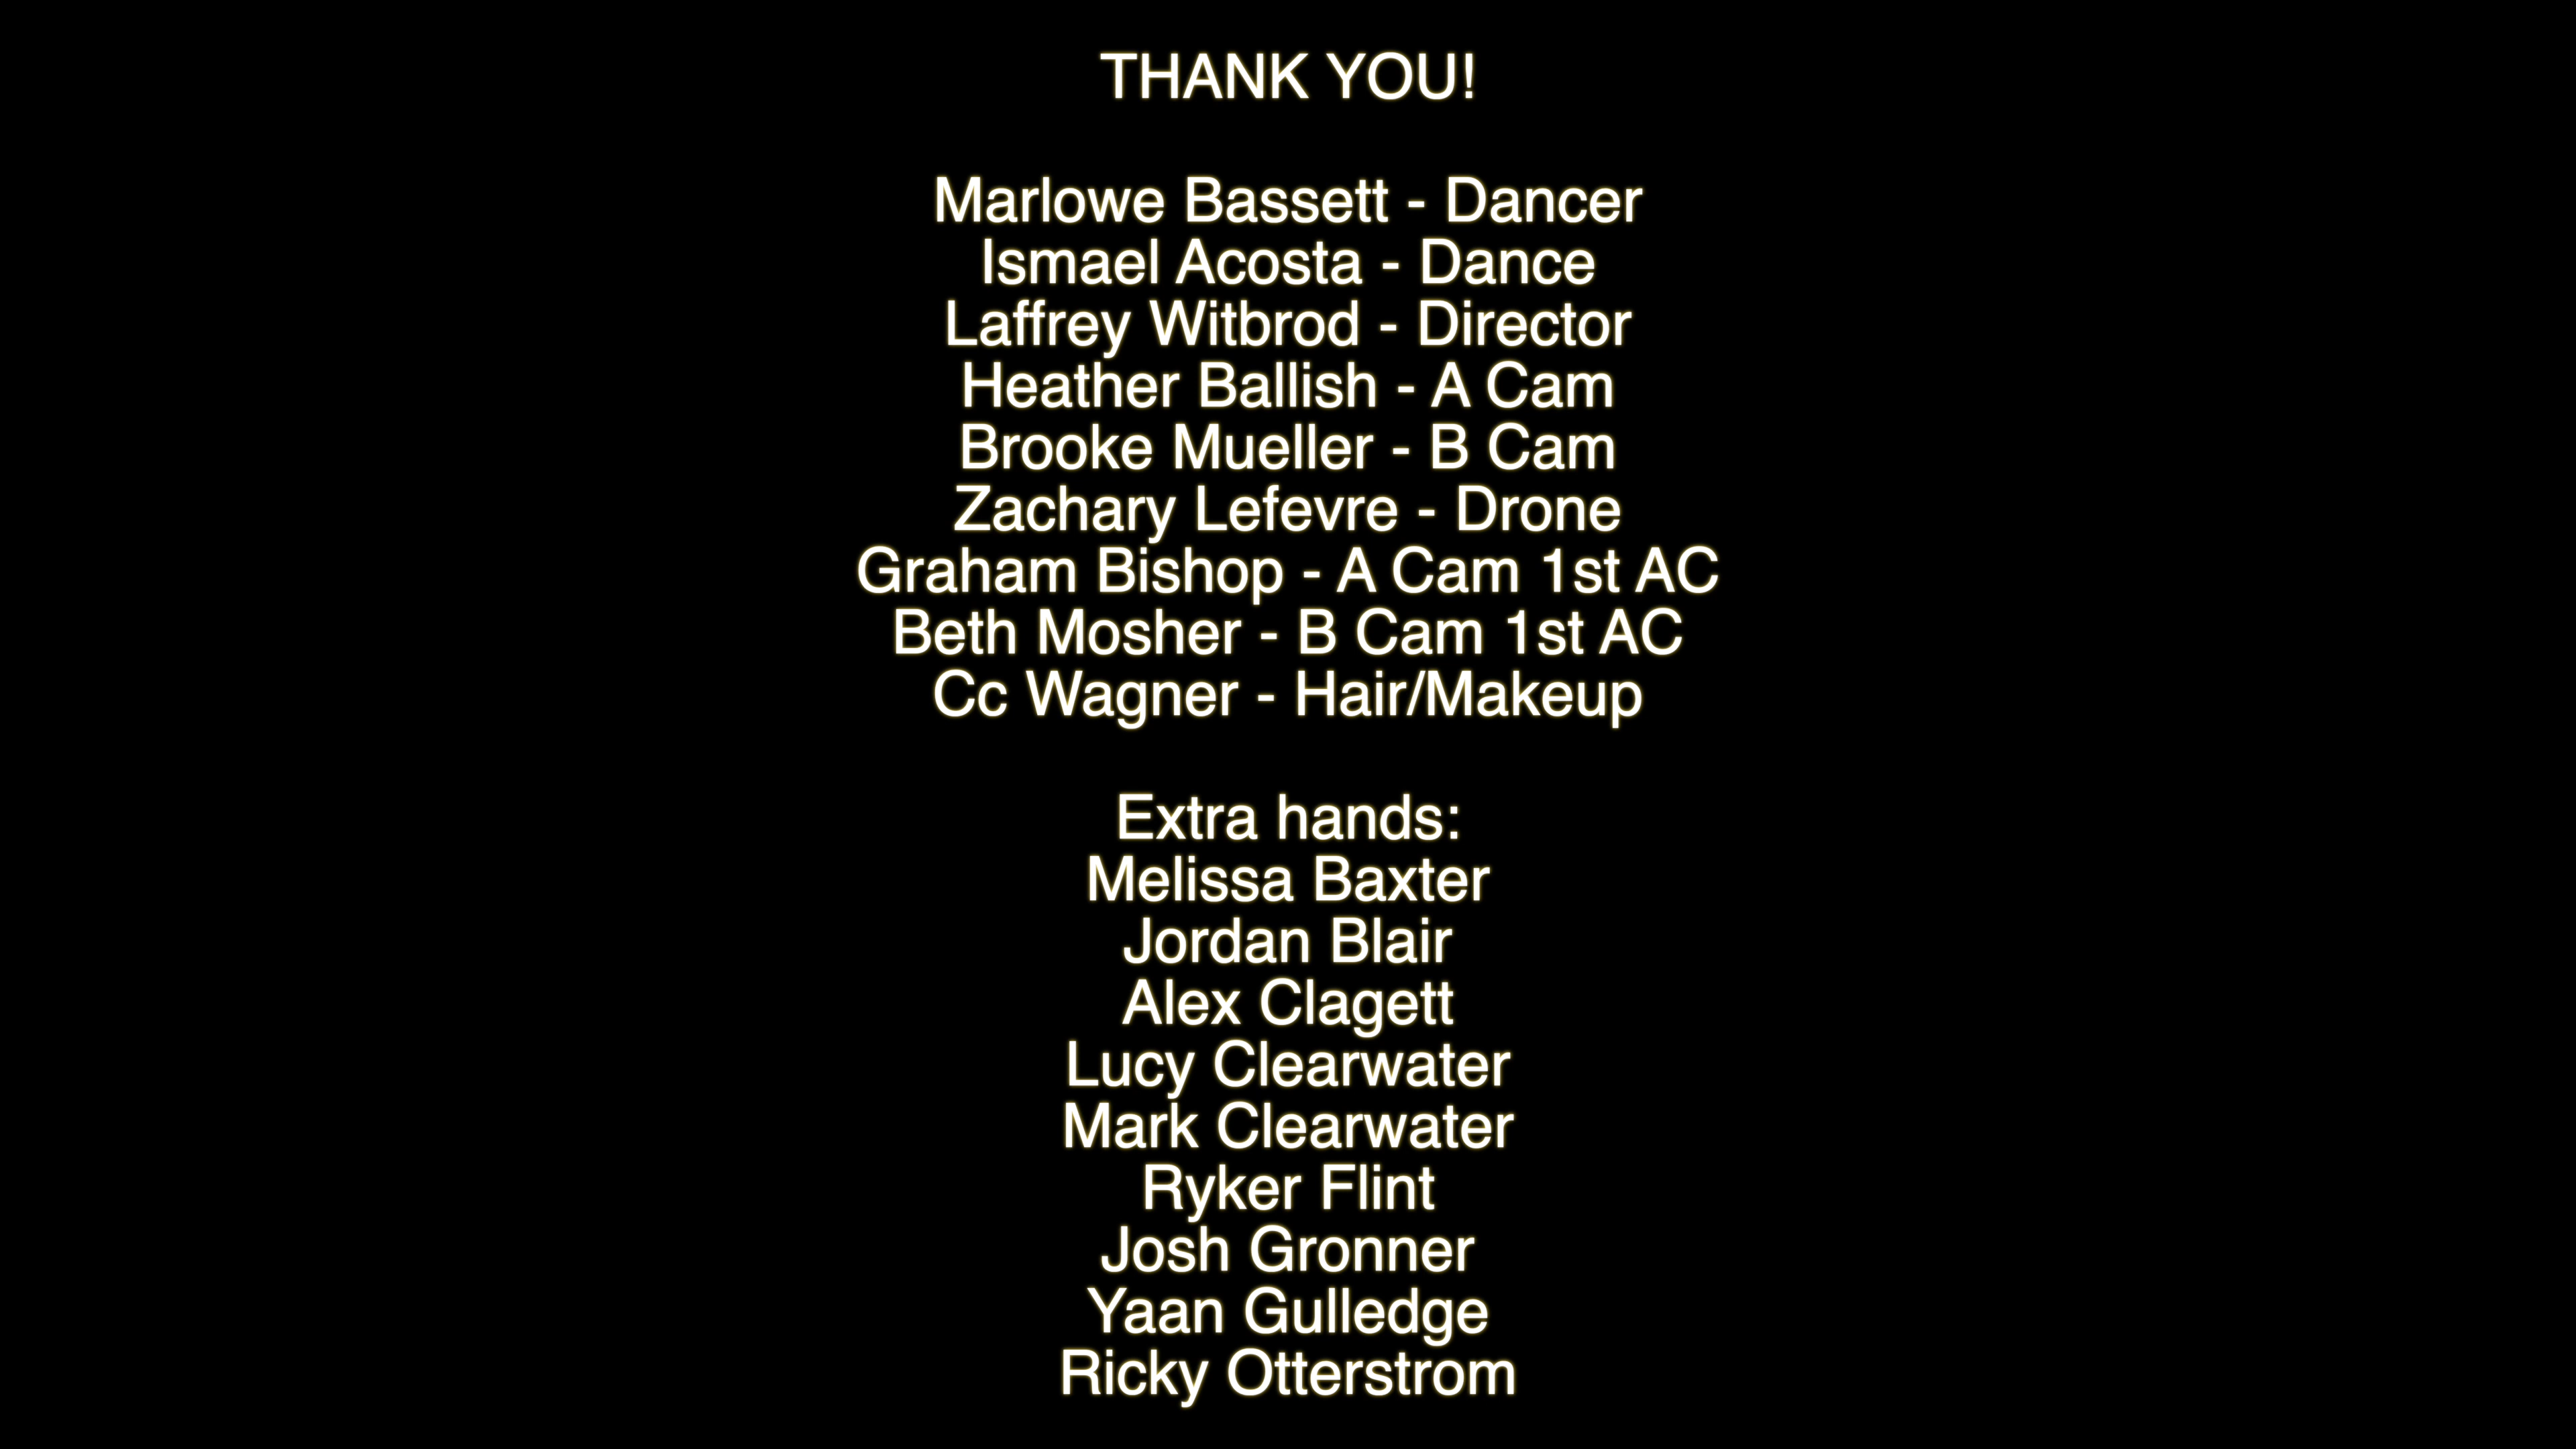 THANK YOU!
Marlowe Bassett - Dancer
Ismael Acosta - Dance
Laffrey Witbrod - Director
Heather Ballish - A Cam
Brooke Mueller - B Cam
Zachary Lefevre - Drone
Graham Bishop - A Cam 1st AC
Beth Mosher - B Cam 1st AC
Cc Wagner - Hair/Makeup
Extra hands:
Melissa Baxter
Jordan Blair
Alex Clagett
Lucy Clearwater
Mark Clearwater
Ryker Flint
Josh Gronner
Yaan Gulledge
Ricky Otterstrom